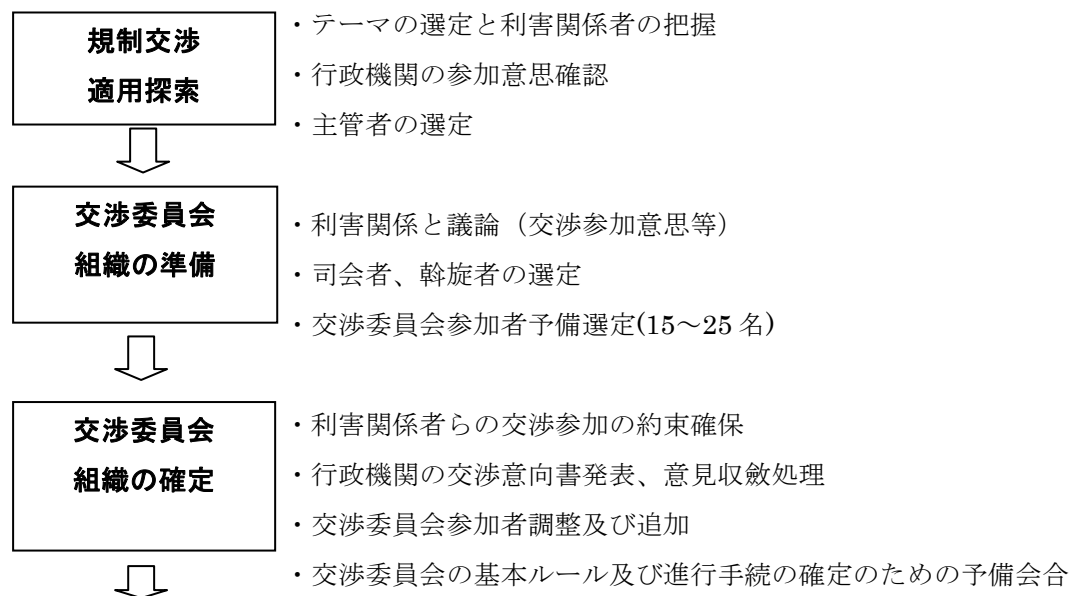 規制交渉
適用探索
・テーマの選定と利害関係者の把握
・行政機関の参加意思確認
・主管者の選定
交渉委員会
組織の準備
・利害関係と議論（交渉参加意思等）
・司会者、斡旋者の選定
・交渉委員会参加者予備選定(15～25 名)
交渉委員会
組織の確定
・利害関係者らの交渉参加の約束確保
・行政機関の交渉意向書発表、意見収斂処理
・交渉委員会参加者調整及び追加
・交渉委員会の基本ルール及び進行手続の確定のための予備会合